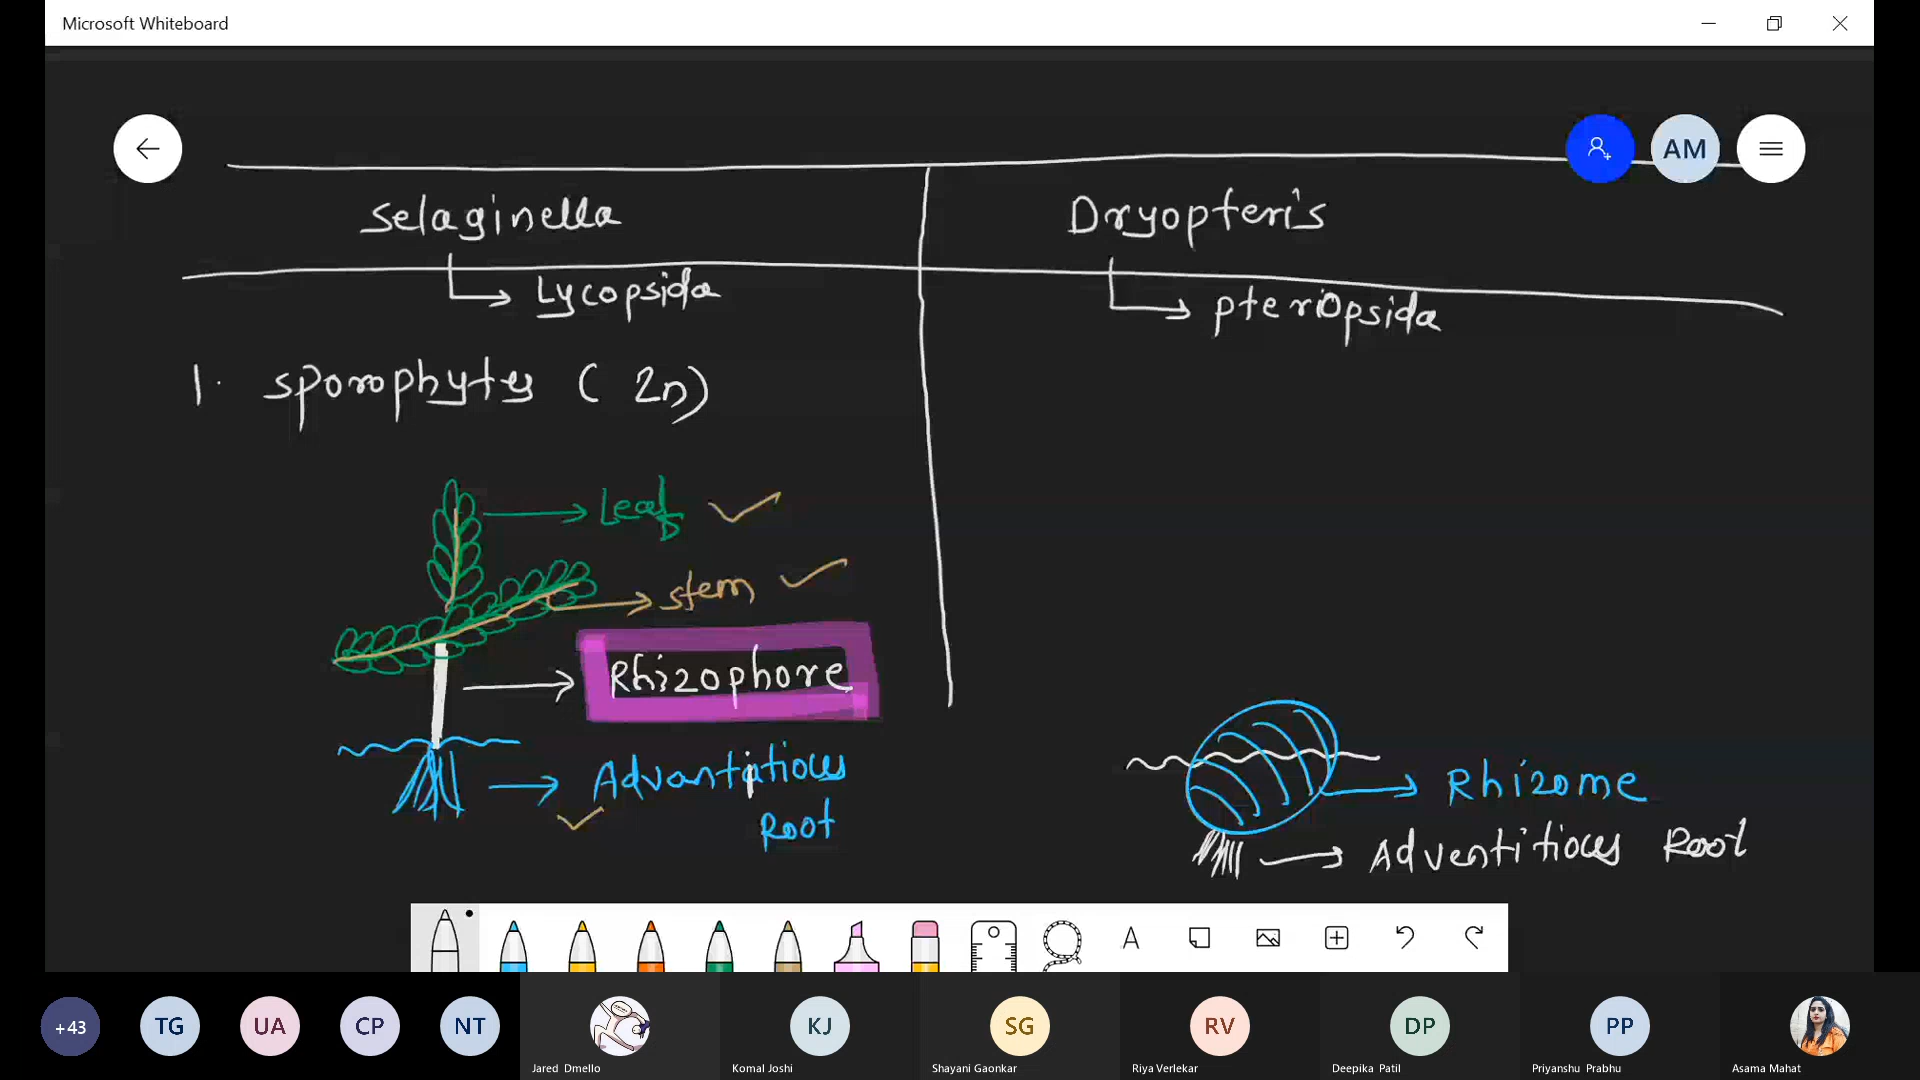 Microsoft Whiteboard
AM
Selaginella
Dryopteris
Lycopsida
pteriopsida
1. sporophytes ( 2n)
Leaf
stem
Rhizophore
Advantitious
Root
Rhizome
Adventitious Root
A
+43
TG
UA
CP
NT
KJ
SG
RV
DP
PP
Jared Dmello
Komal Joshi
Shayani Gaonkar
Riya Verlekar
Deepika Patil
Priyanshu Prabhu
Asama Mahat